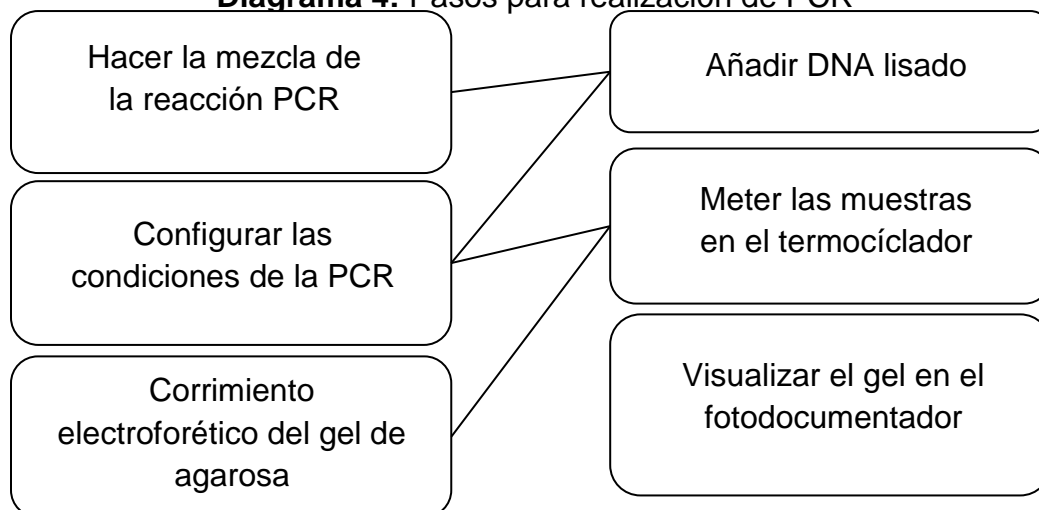 Diagrama 4. Pasos para realización de PCR
Hacer la mezcla de
la reacción PCR
Añadir DNA lisado
Configurar las
condiciones de la PCR
Meter las muestras
en el termocíclador
Corrimiento
electroforético del gel de
agarosa
Visualizar el gel en el
fotodocumentador